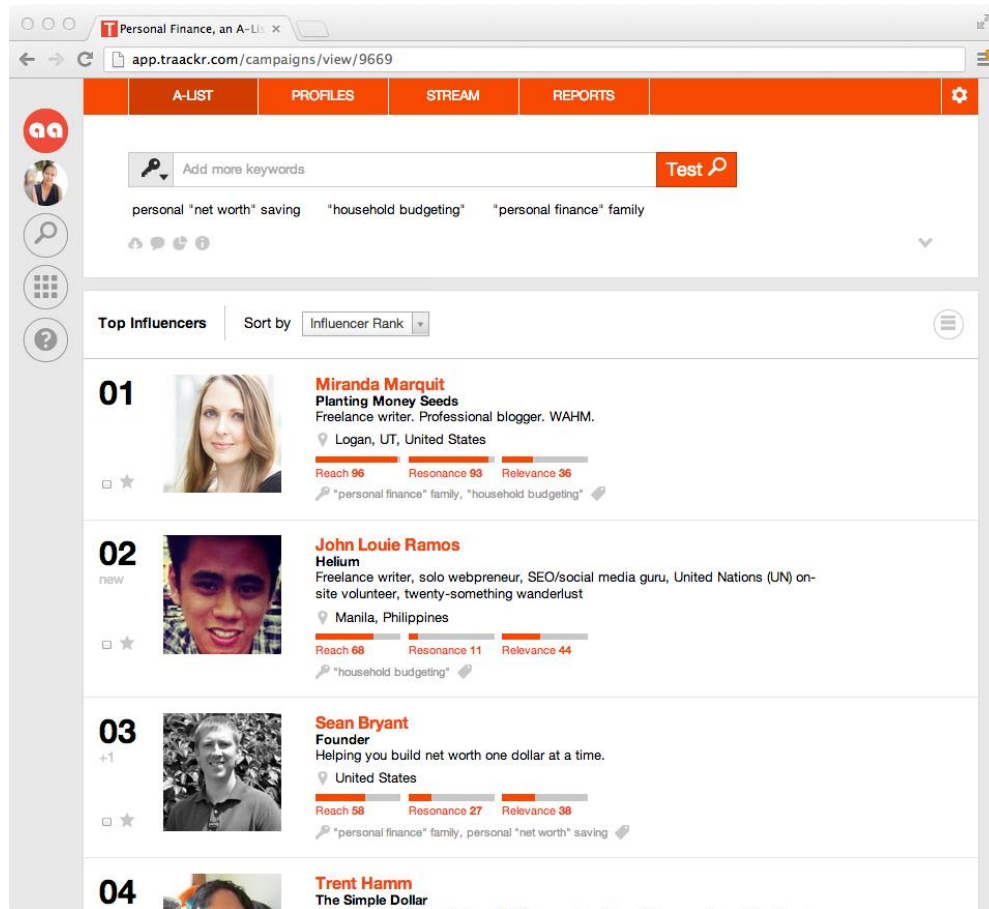 Personal Finance, an A-Lis
app.traackr.com/campaigns/view/9669
A-LIST PROFILES STREAM REPORTS
Add more keywords
Test
personal "net worth" saving "household budgeting" "personal finance" family
Top Influencers Sort by Influencer Rank
01
Miranda Marquit
Planting Money Seeds
Freelance writer. Professional blogger. WAHM.
Logan, UT, United States
Reach 96 Resonance 93 Relevance 36
"personal finance" family, "household budgeting"
02
new
John Louie Ramos
Helium
Freelance writer, solo webpreneur, SEO/social media guru, United Nations (UN) on-
site volunteer, twenty-something wanderlust
Manila, Philippines
Reach 68 Resonance 11 Relevance 44
"household budgeting"
03
+1
Sean Bryant
Founder
Helping you build net worth one dollar at a time.
United States
Reach 58 Resonance 27 Relevance 38
"personal finance" family, personal "net worth" saving
04
Trent Hamm
The Simple Dollar